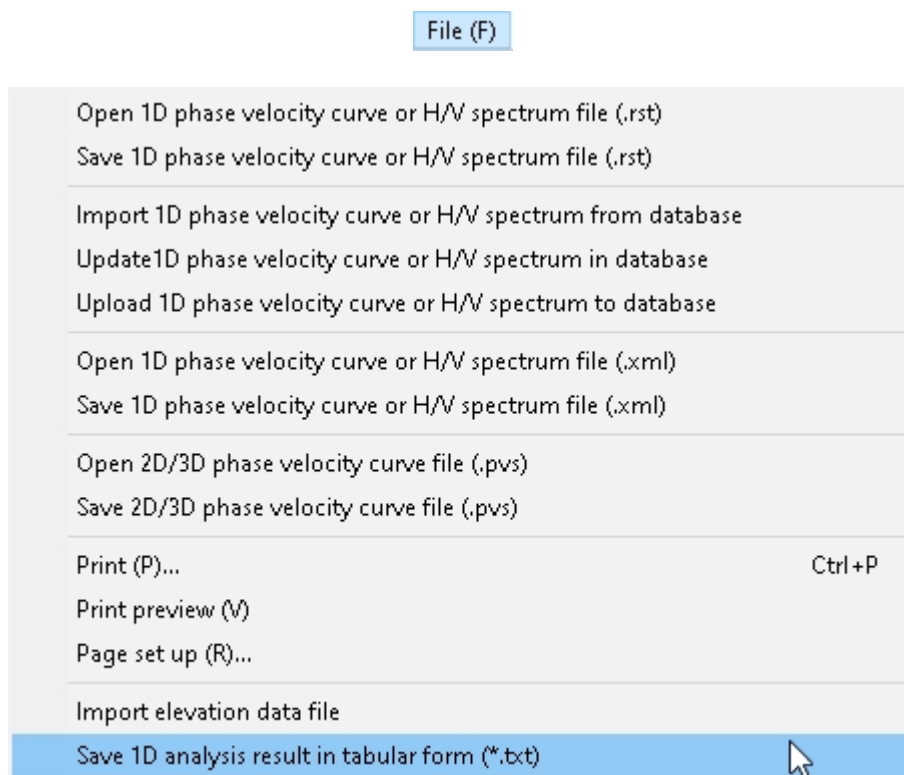 File (F)
Open 1D phase velocity curve or H/V spectrum file (.rst)
Save 1D phase velocity curve or H/V spectrum file (.rst)
Import 1D phase velocity curve or H/V spectrum from database
Update1D phase velocity curve or H/V spectrum in database
Upload 1D phase velocity curve or H/V spectrum to database
Open 1D phase velocity curve or H/V spectrum file (.xml)
Save 1D phase velocity curve or H/V spectrum file (.xml)
Open 2D/3D phase velocity curve file (.pvs)
Save 2D/3D phase velocity curve file (.pvs)
Print (P)... Ctrl+P
Print preview (V)
Page set up (R)...
Import elevation data file
Save 1D analysis result in tabular form (*.txt)